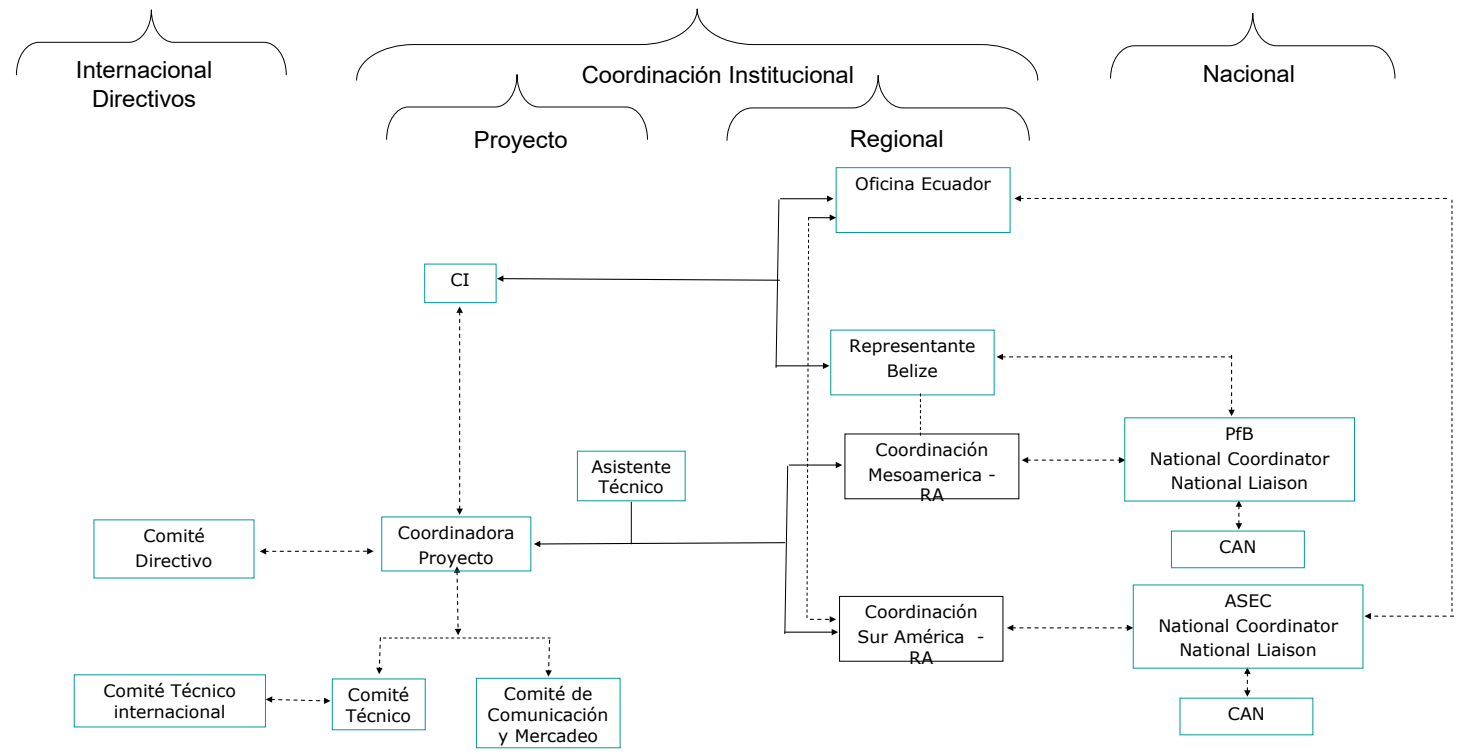 Internacional
Directivos
Coordinación Institucional
Nacional
Proyecto
Regional
Oficina Ecuador
CI
Representante
Belize
PfB
National Coordinator
National Liaison
Coordinación
Mesoamerica -
RA
Asistente
Técnico
Comité
Directivo
Coordinadora
Proyecto
CAN
ASEC
National Coordinator
National Liaison
Coordinación
Sur América -
RA
Comité Técnico
internacional
Comité
Técnico
Comité de
Comunicación
y Mercadeo
CAN